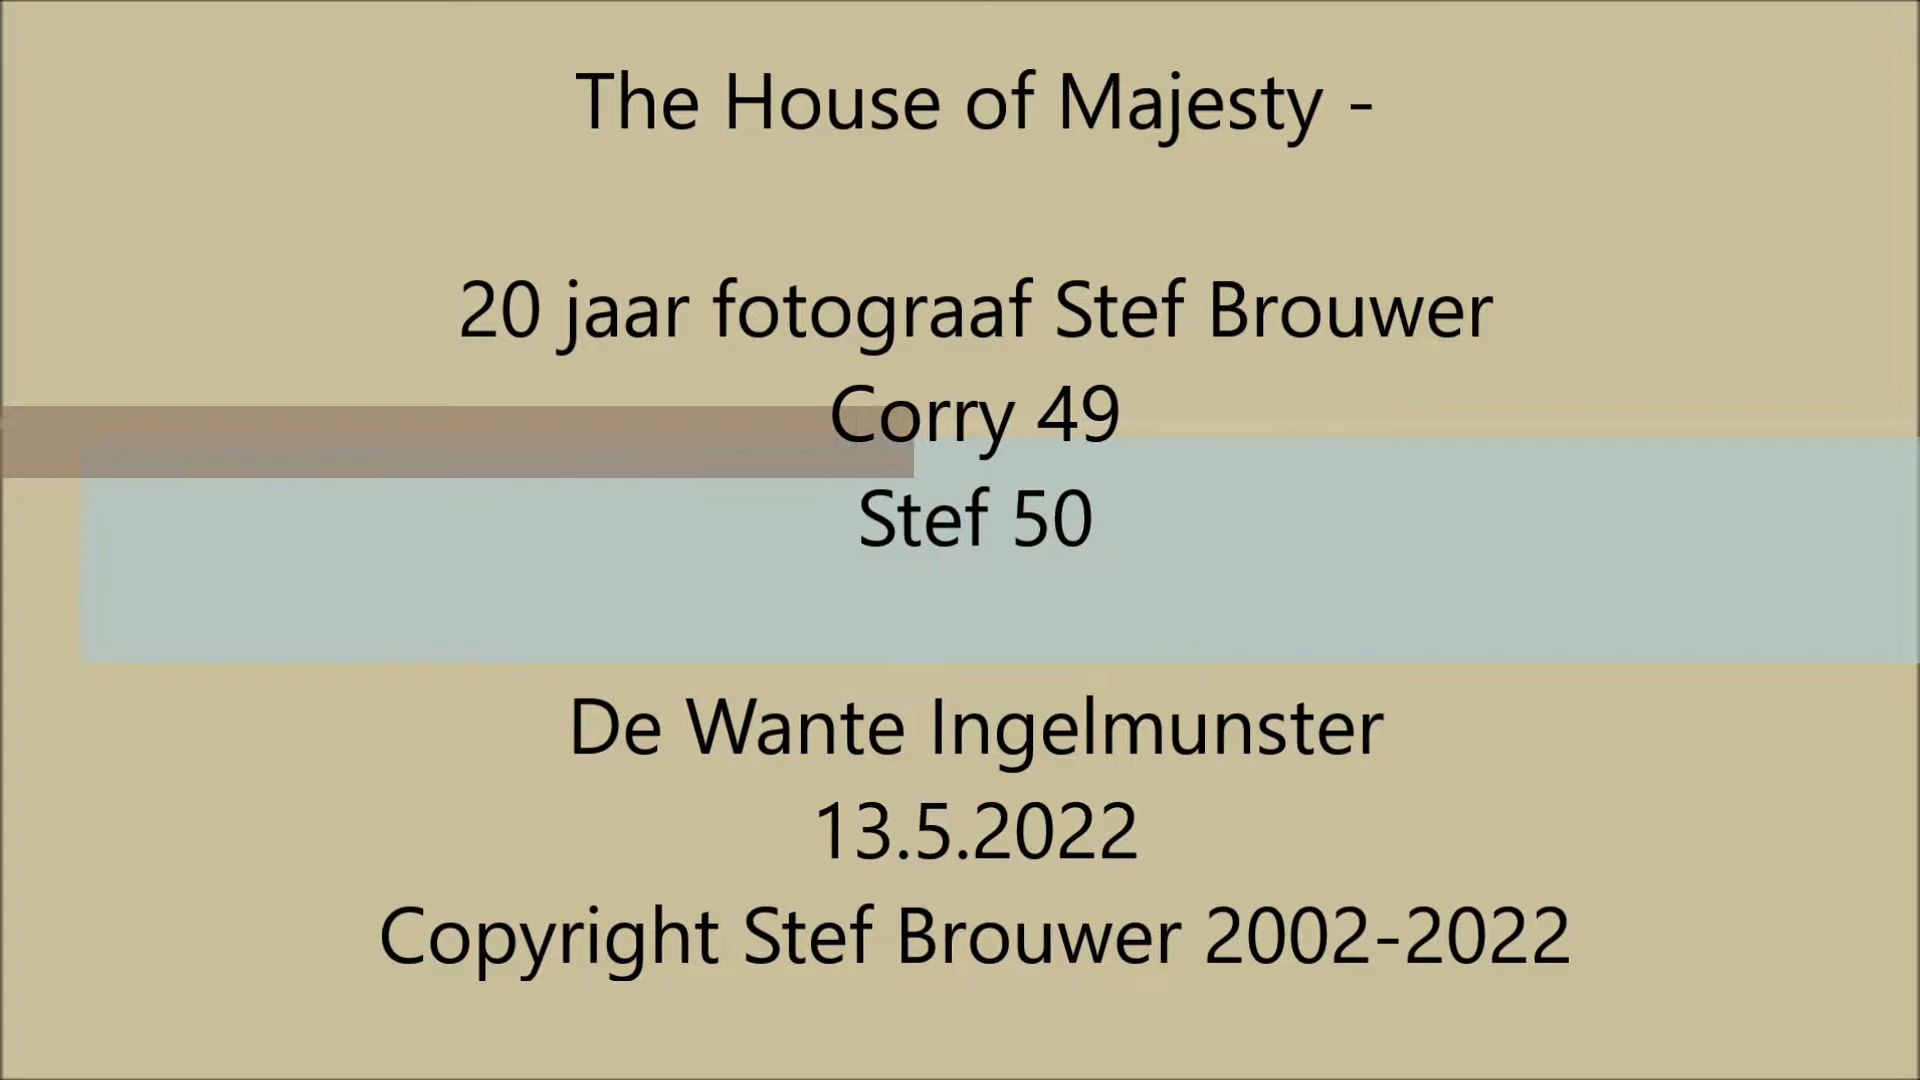 The House of Majesty -
20 jaar fotograaf Stef Brouwer
Corry 49
Stef 50
De Wante Ingelmunster
13.5.2022
Copyright Stef Brouwer 2002-2022